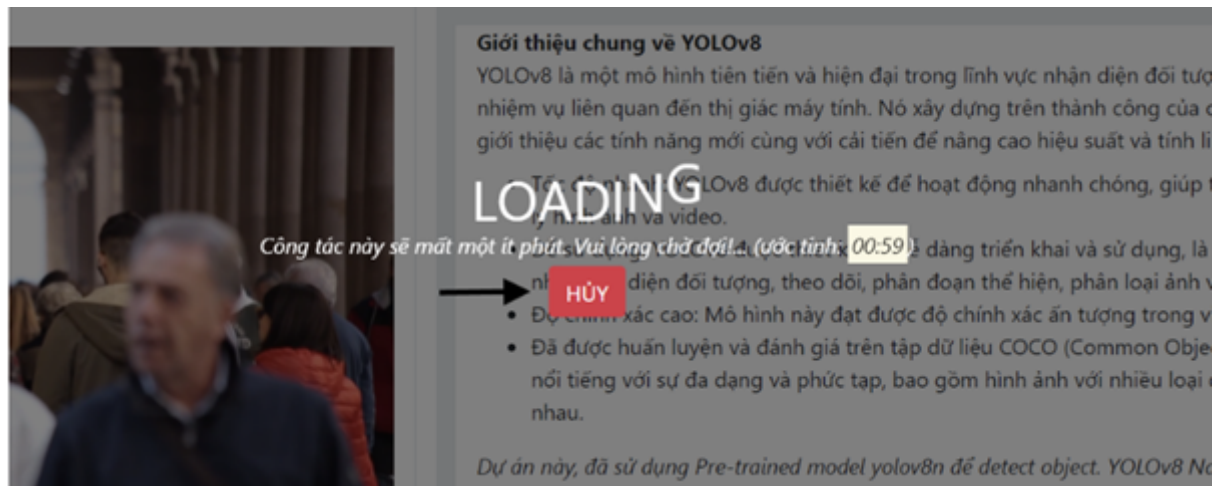 Giới thiệu chung về YOLOv8
YOLOv8 là một mô hình tiên tiến và hiện đại trong lĩnh vực nhận diện đối tượ
nhiệm vụ liên quan đến thị giác máy tính. Nó xây dựng trên thành công của
giới thiệu các tính năng mới cùng với cải tiến để nâng cao hiệu suất và tính li
YOLOv8 được thiết kế để hoạt động nhanh chóng, giúp
LOADING
lý hình ảnh và video.
Công tác này sẽ mất một ít phút. Vui lòng chờ đợi!... (ước tính: 00:59)
dàng triển khai và sử dụng, là
HỦY
diện đối tượng, theo dõi, phân đoạn thể hiện, phân loại ảnh
• Độ chính xác cao: Mô hình này đạt được độ chính xác ấn tượng trong v
• Đã được huấn luyện và đánh giá trên tập dữ liệu COCO (Common Obje
nổi tiếng với sự đa dạng và phức tạp, bao gồm hình ảnh với nhiều loại
nhau.
Dự án này, đã sử dụng Pre-trained model yolov8n để detect object. YOLOv8 Na